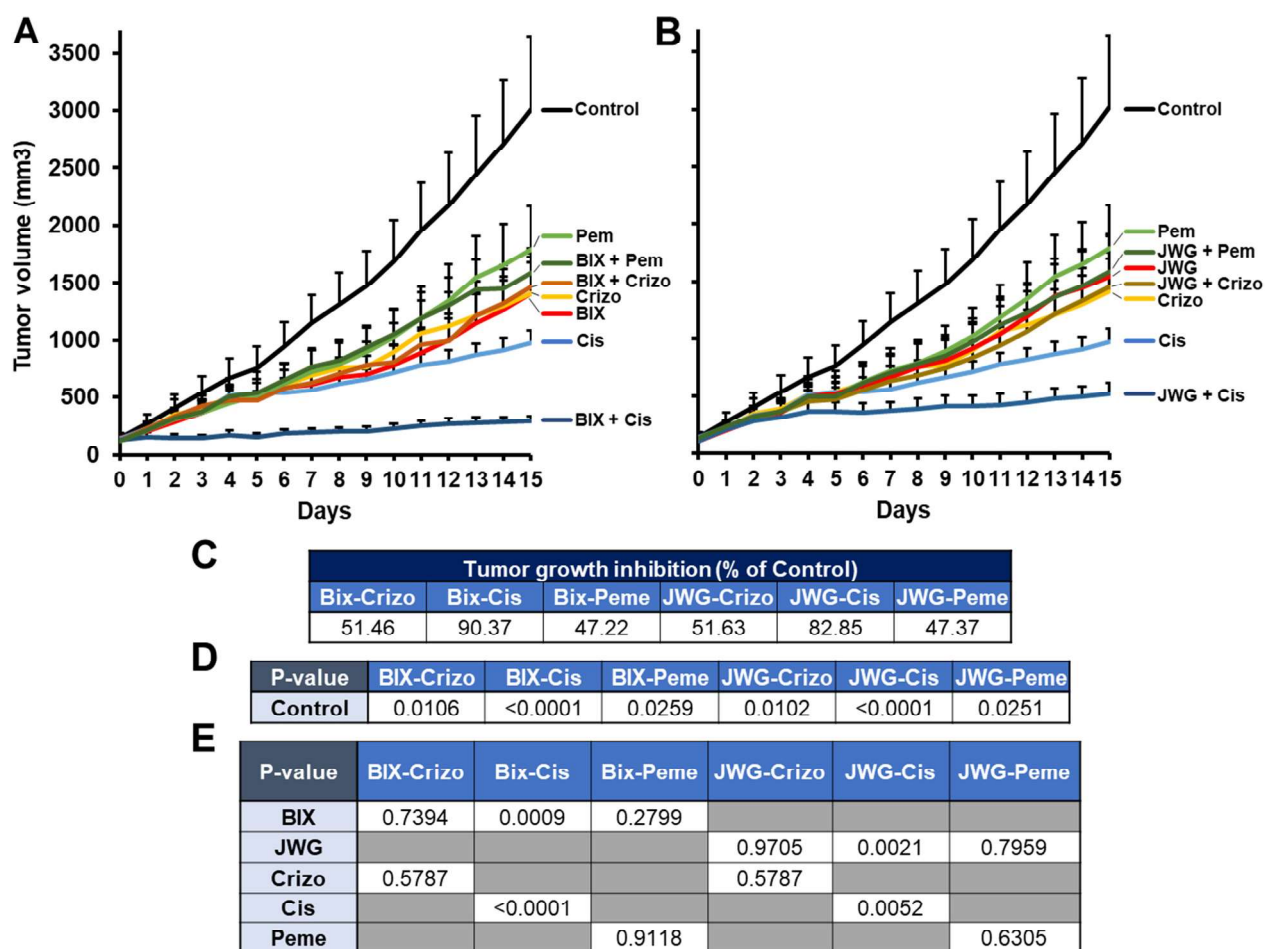 A
B
Tumor volume (mm3)
3500
3000
2500
2000
1500
1000
500
0
0 1 2 3 4 5 6 7 8 9 10 11 12 13 14 15
Days
Control
Pem
BIX + Pem
BIX + Crizo
Crizo
BIX
Cis
BIX + Cis
0 1 2 3 4 5 6 7 8 9 10 11 12 13 14 15
Days
Control
Pem
JWG + Pem
JWG
JWG + Crizo
Crizo
Cis
JWG + Cis
C
Tumor growth inhibition (% of Control)
Bix-Crizo Bix-Cis Bix-Peme JWG-Crizo JWG-Cis JWG-Peme
51.46 90.37 47.22 51.63 82.85 47.37
D
P-value BIX-Crizo BIX-Cis BIX-Peme JWG-Crizo JWG-Cis JWG-Peme
Control 0.0106 <0.0001 0.0259 0.0102 <0.0001 0.0251
E
P-value BIX-Crizo Bix-Cis Bix-Peme JWG-Crizo JWG-Cis JWG-Peme
BIX 0.7394 0.0009 0.2799
JWG 0.9705 0.0021 0.7959
Crizo 0.5787 0.5787
Cis <0.0001 0.0052
Peme 0.9118 0.6305